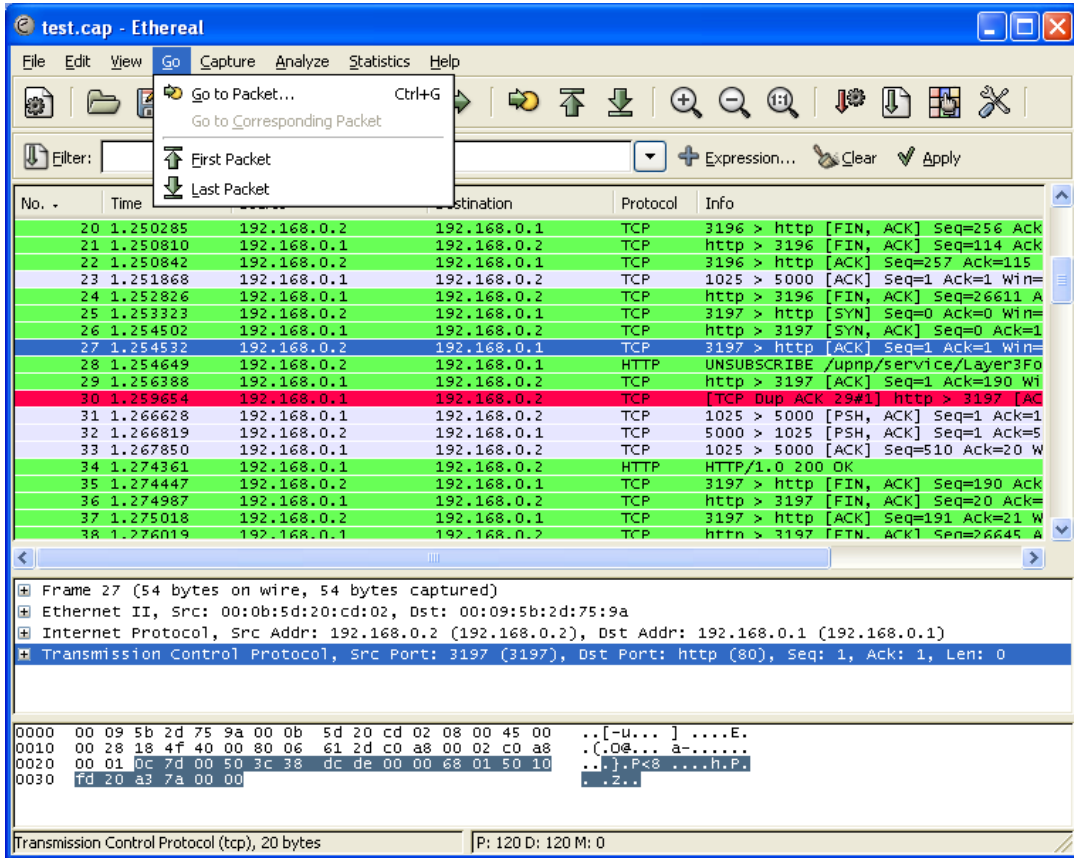 test.cap - Ethereal
File Edit View Go Capture Analyze Statistics Help
Go to Packet... Ctrl+G
Go to Corresponding Packet
First Packet
Last Packet
Filter: Expression... Clear Apply
No. Time Destination Protocol Info
20 1.250285 192.168.0.2 192.168.0.1 TCP 3196 > http [FIN, ACK] Seq=256 Ack
21 1.250810 192.168.0.1 192.168.0.2 TCP http > 3196 [FIN, ACK] Seq=114 Ack
22 1.250842 192.168.0.2 192.168.0.1 TCP 3196 > http [ACK] Seq=257 Ack=115
23 1.251868 192.168.0.1 192.168.0.2 TCP 1025 > 5000 [ACK] Seq=1 Ack=1 Win=
24 1.252826 192.168.0.1 192.168.0.2 TCP http > 3196 [FIN, ACK] Seq=26611 A
25 1.253323 192.168.0.2 192.168.0.1 TCP 3197 > http [SYN] Seq=0 Ack=0 Win=
26 1.254502 192.168.0.1 192.168.0.2 TCP http > 3197 [SYN, ACK] Seq=0 Ack=1
27 1.254532 192.168.0.2 192.168.0.1 TCP 3197 > http [ACK] Seq=1 Ack=1 Win=
28 1.254649 192.168.0.2 192.168.0.1 HTTP UNSUBSCRIBE /upnp/service/Layer3Fo
29 1.256388 192.168.0.1 192.168.0.2 TCP http > 3197 [ACK] Seq=1 Ack=190 Wi
30 1.259654 192.168.0.1 192.168.0.2 TCP [TCP Dup ACK 29#1] http > 3197 [AC
31 1.266628 192.168.0.1 192.168.0.2 TCP 1025 > 5000 [PSH, ACK] Seq=1 Ack=1
32 1.266819 192.168.0.2 192.168.0.1 TCP 5000 > 1025 [PSH, ACK] Seq=1 Ack=5
33 1.267850 192.168.0.1 192.168.0.2 TCP 1025 > 5000 [ACK] Seq=510 Ack=20 W
34 1.274361 192.168.0.1 192.168.0.2 HTTP HTTP/1.0 200 OK
35 1.274447 192.168.0.2 192.168.0.1 TCP 3197 > http [FIN, ACK] Seq=190 Ack
36 1.274987 192.168.0.1 192.168.0.2 TCP http > 3197 [FIN, ACK] Seq=20 Ack=
37 1.275018 192.168.0.2 192.168.0.1 TCP 3197 > http [ACK] Seq=191 Ack=21 W
38 1.276019 192.168.0.1 192.168.0.2 TCP http > 3197 [FIN, ACK] Seq=26645 A
Frame 27 (54 bytes on wire, 54 bytes captured)
Ethernet II, Src: 00:0b:5d:20:cd:02, Dst: 00:09:5b:2d:75:9a
Internet Protocol, Src Addr: 192.168.0.2 (192.168.0.2), Dst Addr: 192.168.0.1 (192.168.0.1)
Transmission Control Protocol, Src Port: 3197 (3197), Dst Port: http (80), Seq: 1, Ack: 1, Len: 0
0000 00 09 5b 2d 75 9a 00 0b 5d 20 cd 02 08 00 45 00 ..[-u... ] ....E.
0010 00 28 18 4f 40 00 80 06 61 2d c0 a8 00 02 c0 a8 .(.O@... a-......
0020 00 01 0c 7d 00 50 3c 38 dc de 00 00 68 01 50 10 ...}.P<8 ....h.P.
0030 fd 20 a3 7a 00 00 . .z..
Transmission Control Protocol (tcp), 20 bytes P: 120 D: 120 M: 0